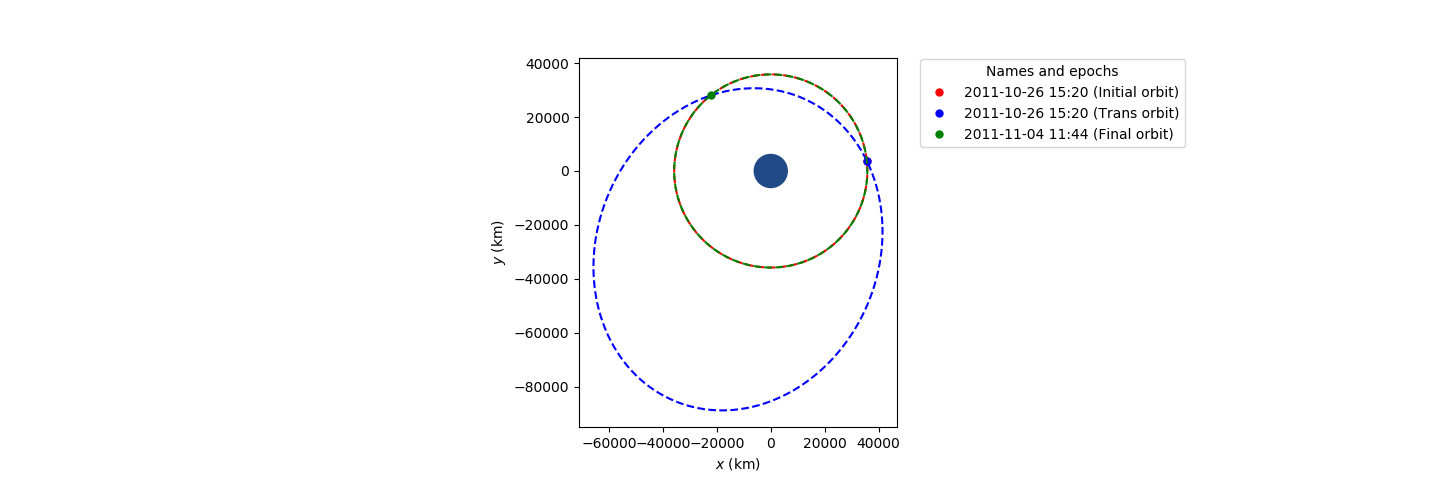 40000
20000
0
−20000
−40000
−60000
−80000
y (km)
−60000 −40000 −20000 0 20000 40000
x (km)
Names and epochs
2011-10-26 15:20 (Initial orbit)
2011-10-26 15:20 (Trans orbit)
2011-11-04 11:44 (Final orbit)